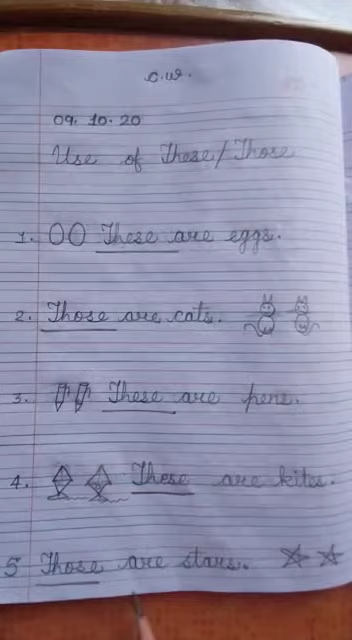 C.W.
09. 10. 20
Use of These/Those
1. These are eggs.
2. Those are cats.
3. These are pens.
4. These are kites.
5 Those are stars.